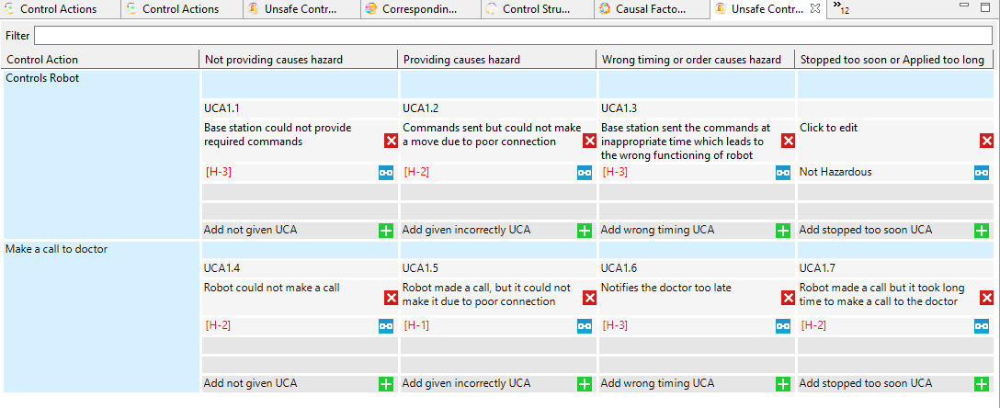 Control Actions Control Actions Unsafe Contr... Correspondin... Control Stru... Causal Facto... Unsafe Contr... »12
Filter
Control Action Not providing causes hazard Providing causes hazard Wrong timing or order causes hazard Stopped too soon or Applied too long
Controls Robot
UCA1.1 UCA1.2 UCA1.3
Base station could not provide
required commands
Commands sent but could not make
a move due to poor connection
Base station sent the commands at
inappropriate time which leads to
the wrong functioning of robot
Click to edit
[H-3] [H-2] [H-3] Not Hazardous
Add not given UCA Add given incorrectly UCA Add wrong timing UCA Add stopped too soon UCA
Make a call to doctor
UCA1.4 UCA1.5 UCA1.6 UCA1.7
Robot could not make a call
Robot made a call, but it could not
make it due to poor connection
Notifies the doctor too late
Robot made a call but it took long
time to make a call to the doctor
[H-2] [H-1] [H-3] [H-2]
Add not given UCA Add given incorrectly UCA Add wrong timing UCA Add stopped too soon UCA